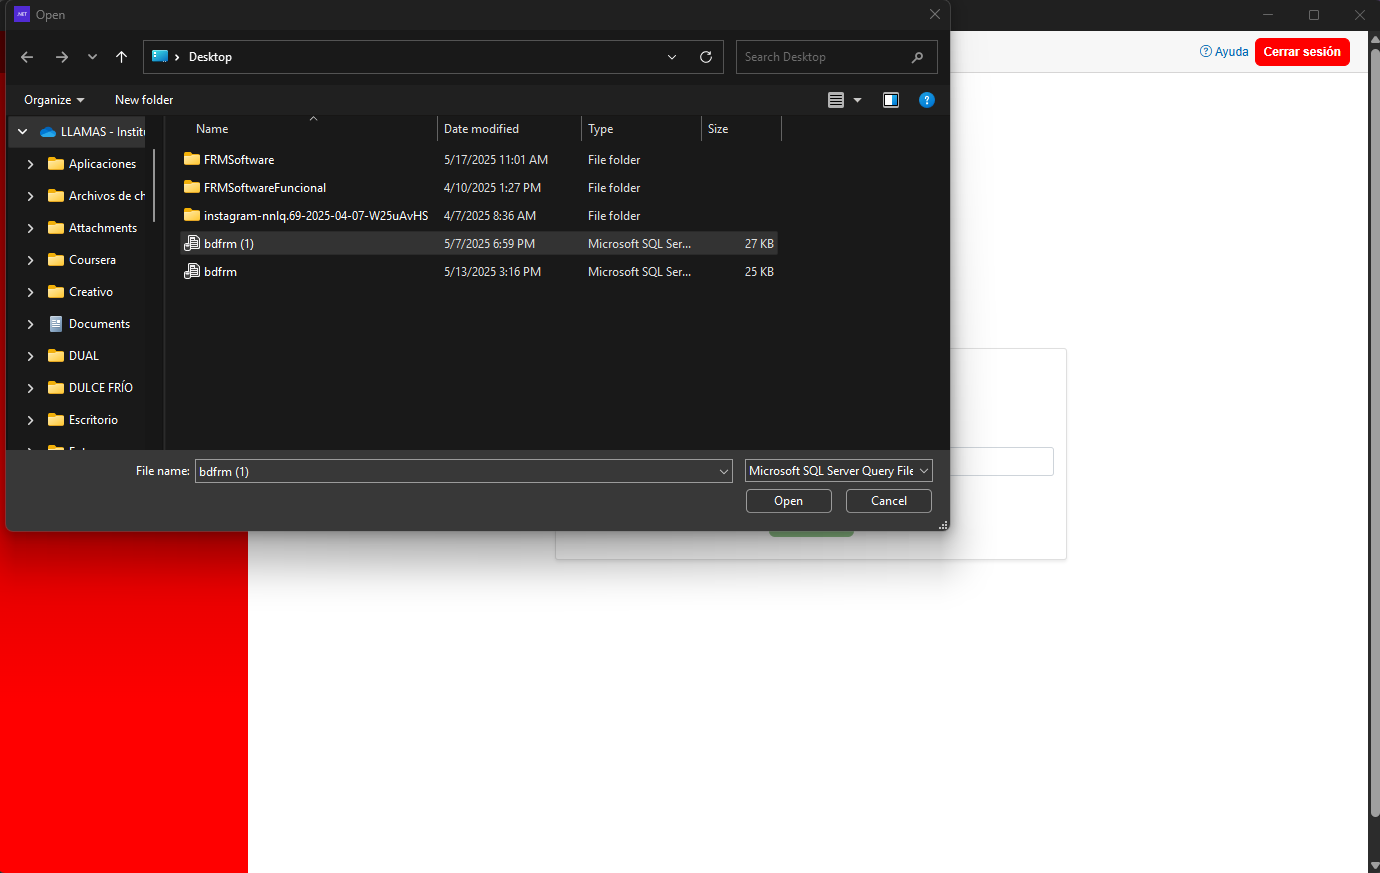 .NET Open
Desktop
Search Desktop
Organize
New folder
Name
Date modified
Type
Size
LLAMAS - Institu
Aplicaciones
Archivos de ch
Attachments
Coursera
Creativo
Documents
DUAL
DULCE FRÍO
Escritorio
FRMSoftware 5/17/2025 11:01 AM File folder
FRMSoftwareFuncional 4/10/2025 1:27 PM File folder
instagram-nnlq.69-2025-04-07-W25uAvHS 4/7/2025 8:36 AM File folder
bdfrm (1) 5/7/2025 6:59 PM Microsoft SQL Ser... 27 KB
bdfrm 5/13/2025 3:16 PM Microsoft SQL Ser... 25 KB
File name: bdfrm (1)
Microsoft SQL Server Query File
Open
Cancel
Ayuda
Cerrar sesión